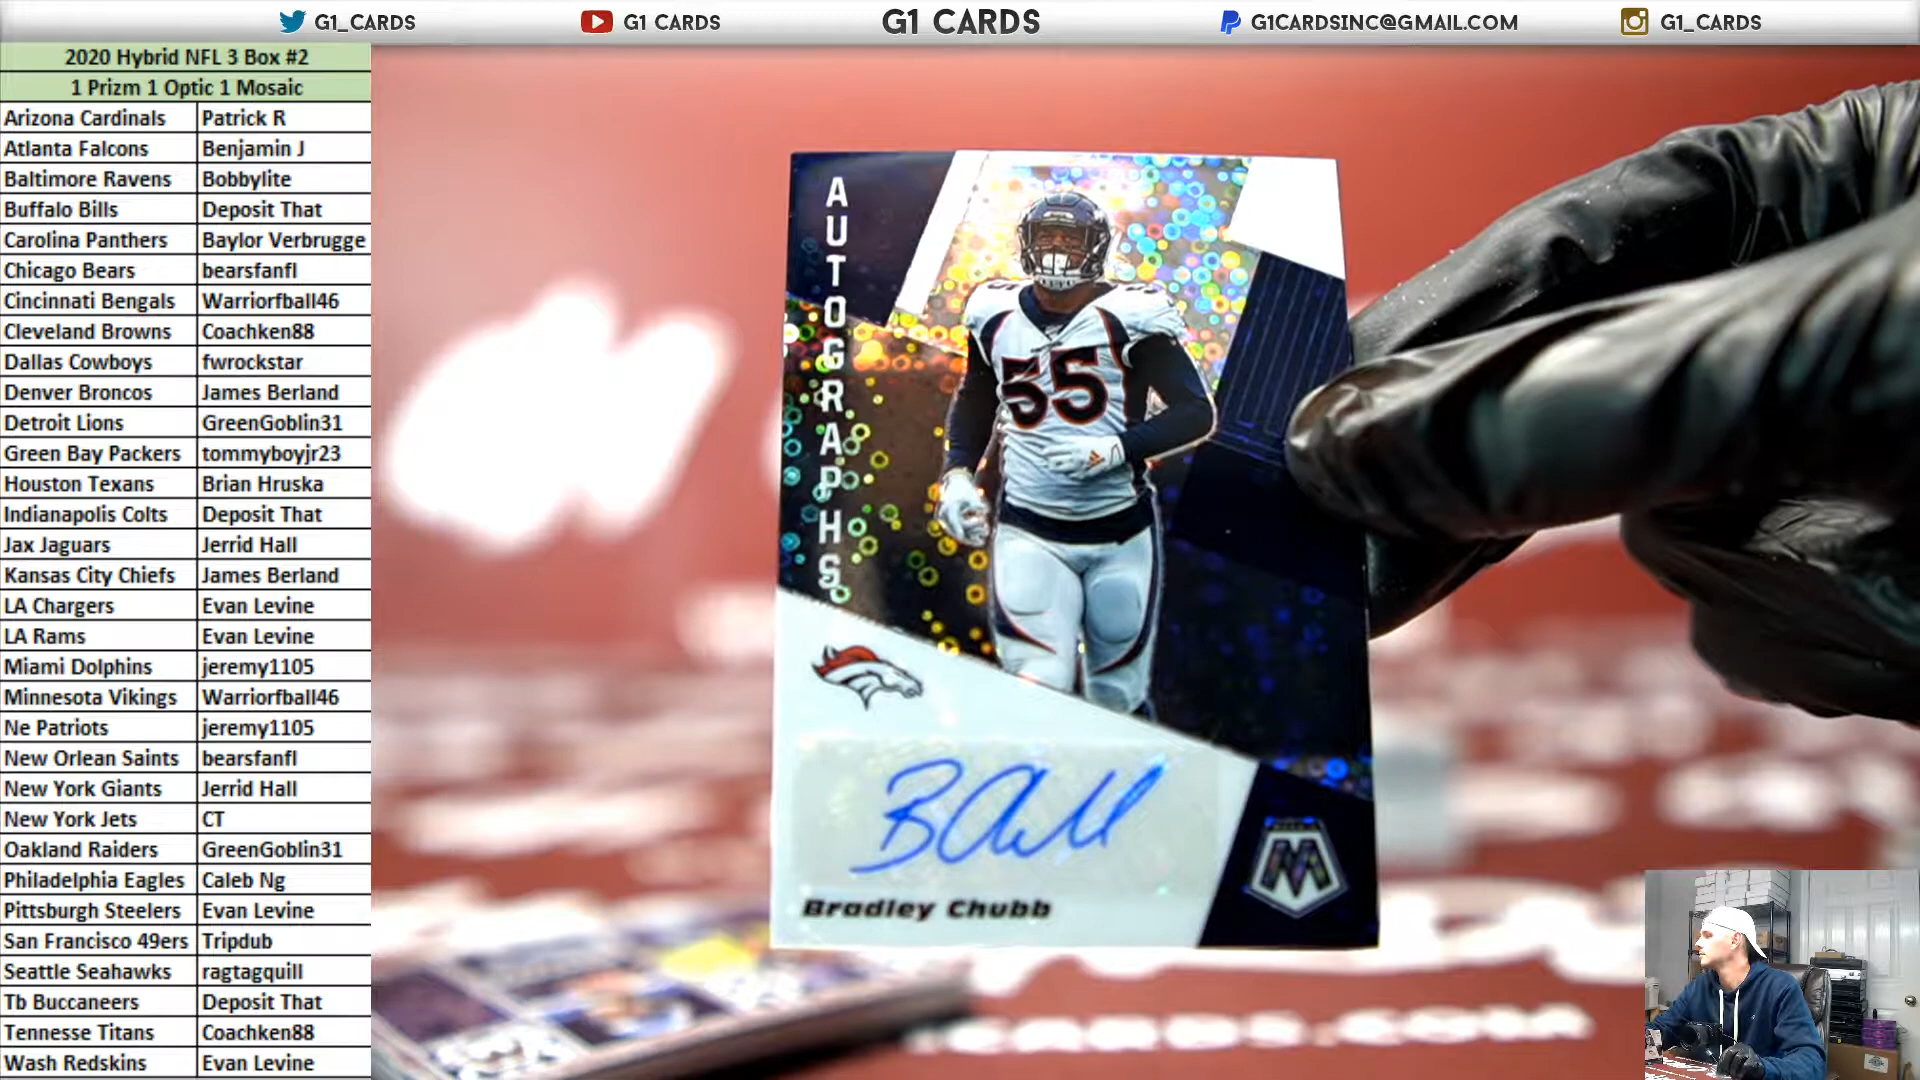 G1_CARDS G1 CARDS G1 CARDS G1CARDSINC@GMAIL.COM G1_CARDS
2020 Hybrid NFL 3 Box #2
1 Prizm 1 Optic 1 Mosaic
Arizona Cardinals Patrick R
Atlanta Falcons Benjamin J
Baltimore Ravens Bobbylite
Buffalo Bills Deposit That
Carolina Panthers Baylor Verbrugge
Chicago Bears bearsfanfl
Cincinnati Bengals Warriorfball46
Cleveland Browns Coachken88
Dallas Cowboys fwrockstar
Denver Broncos James Berland
Detroit Lions GreenGoblin31
Green Bay Packers tommyboyjr23
Houston Texans Brian Hruska
Indianapolis Colts Deposit That
Jax Jaguars Jerrid Hall
Kansas City Chiefs James Berland
LA Chargers Evan Levine
LA Rams Evan Levine
Miami Dolphins jeremy1105
Minnesota Vikings Warriorfball46
Ne Patriots jeremy1105
New Orlean Saints bearsfanfl
New York Giants Jerrid Hall
New York Jets CT
Oakland Raiders GreenGoblin31
Philadelphia Eagles Caleb Ng
Pittsburgh Steelers Evan Levine
San Francisco 49ers Tripdub
Seattle Seahawks ragtagquill
Tb Buccaneers Deposit That
Tennesse Titans Coachken88
Wash Redskins Evan Levine
AUTOGRAPHS
55
Bradley Chubb
M